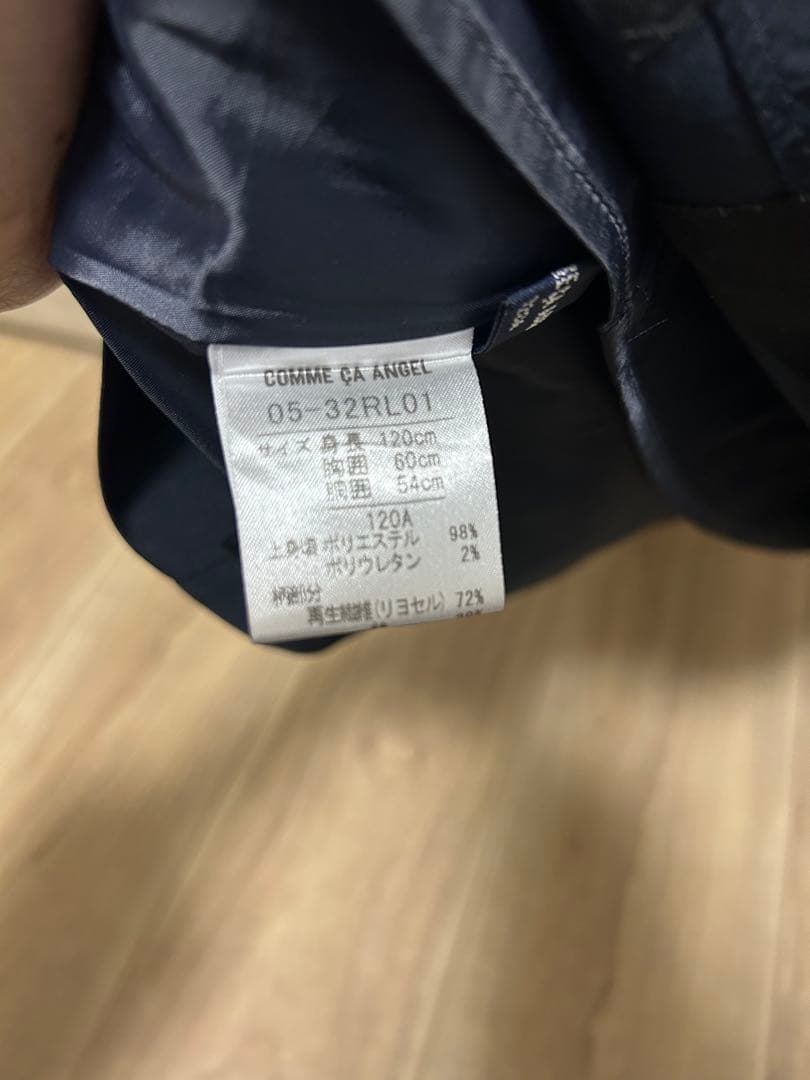 COMME ÇA ANGEL
05-32RL01
サイズ 身長 120cm
胸囲 60cm
胴囲 54cm
120A
上身頃 ポリエステル 98%
ポリウレタン 2%
柄部分
再生繊維(リヨセル) 72%